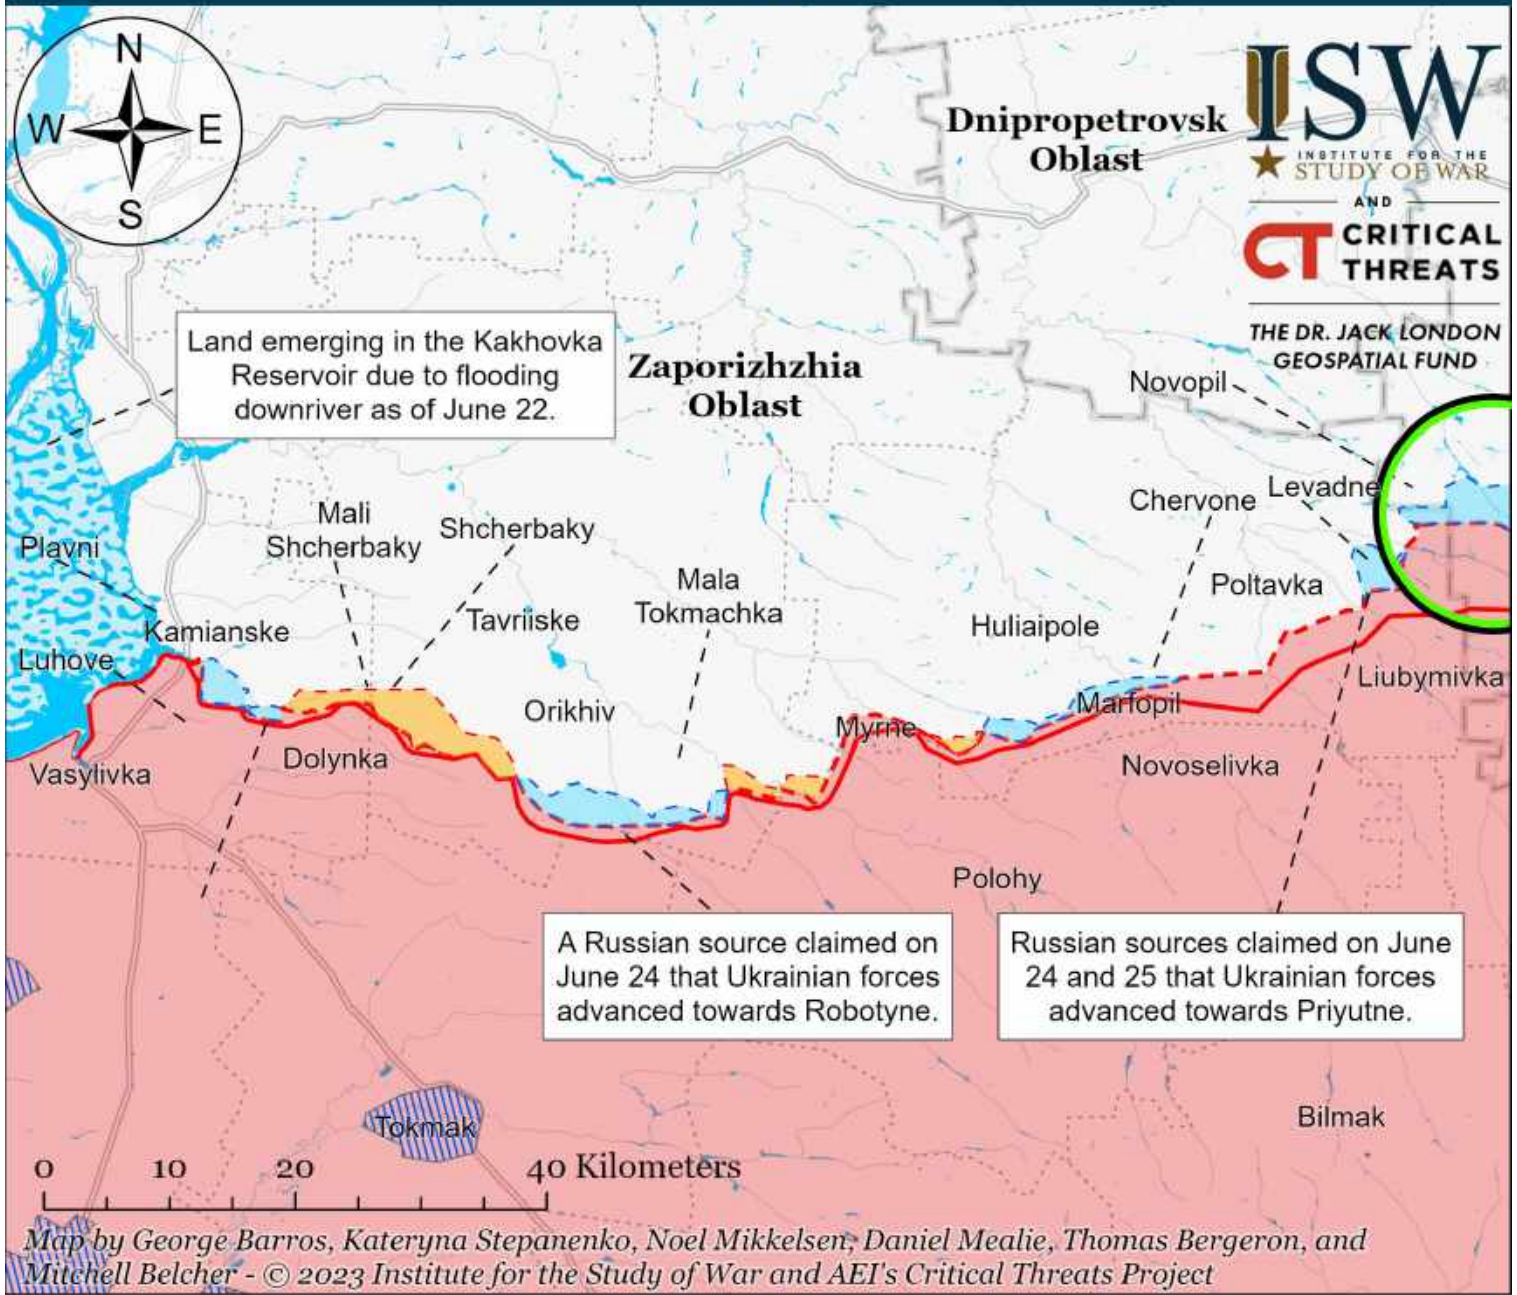 N
W
E
S
Dnipropetrovsk
Oblast
ISW
INSTITUTE FOR THE
STUDY OF WAR
AND
CT CRITICAL
THREATS
THE DR. JACK LONDON
GEOSPATIAL FUND
Land emerging in the Kakhovka
Reservoir due to flooding
downriver as of June 22.
Zaporizhzhia
Oblast
Novopil
Levadne
Chervone
Mali
Shcherbaky
Shcherbaky
Plavni
Mala
Tokmachka
Poltavka
Tavriiske
Kamianske
Huliaipole
Luhove
Liubymivka
Orikhiv
Marfopil
Myrne
Dolynka
Vasylivka
Novoselivka
Polohy
A Russian source claimed on
June 24 that Ukrainian forces
advanced towards Robotyne.
Russian sources claimed on June
24 and 25 that Ukrainian forces
advanced towards Priyutne.
Tokmak
Bilmak
0 10 20 40 Kilometers
Map by George Barros, Kateryna Stepanenko, Noel Mikkelsen, Daniel Mealie, Thomas Bergeron, and
Mitchell Belcher - © 2023 Institute for the Study of War and AEI's Critical Threats Project